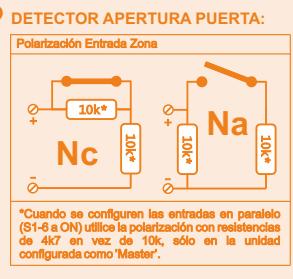 DETECTOR APERTURA PUERTA:
Polarización Entrada Zona
10k*
10k*
+
Nc
–
Na
10k*
10k*
+
–
*Cuando se configuren las entradas en paralelo
(S1-6 a ON) utilice la polarización con resistencias
de 4k7 en vez de 10k, sólo en la unidad
configurada como 'Master'.